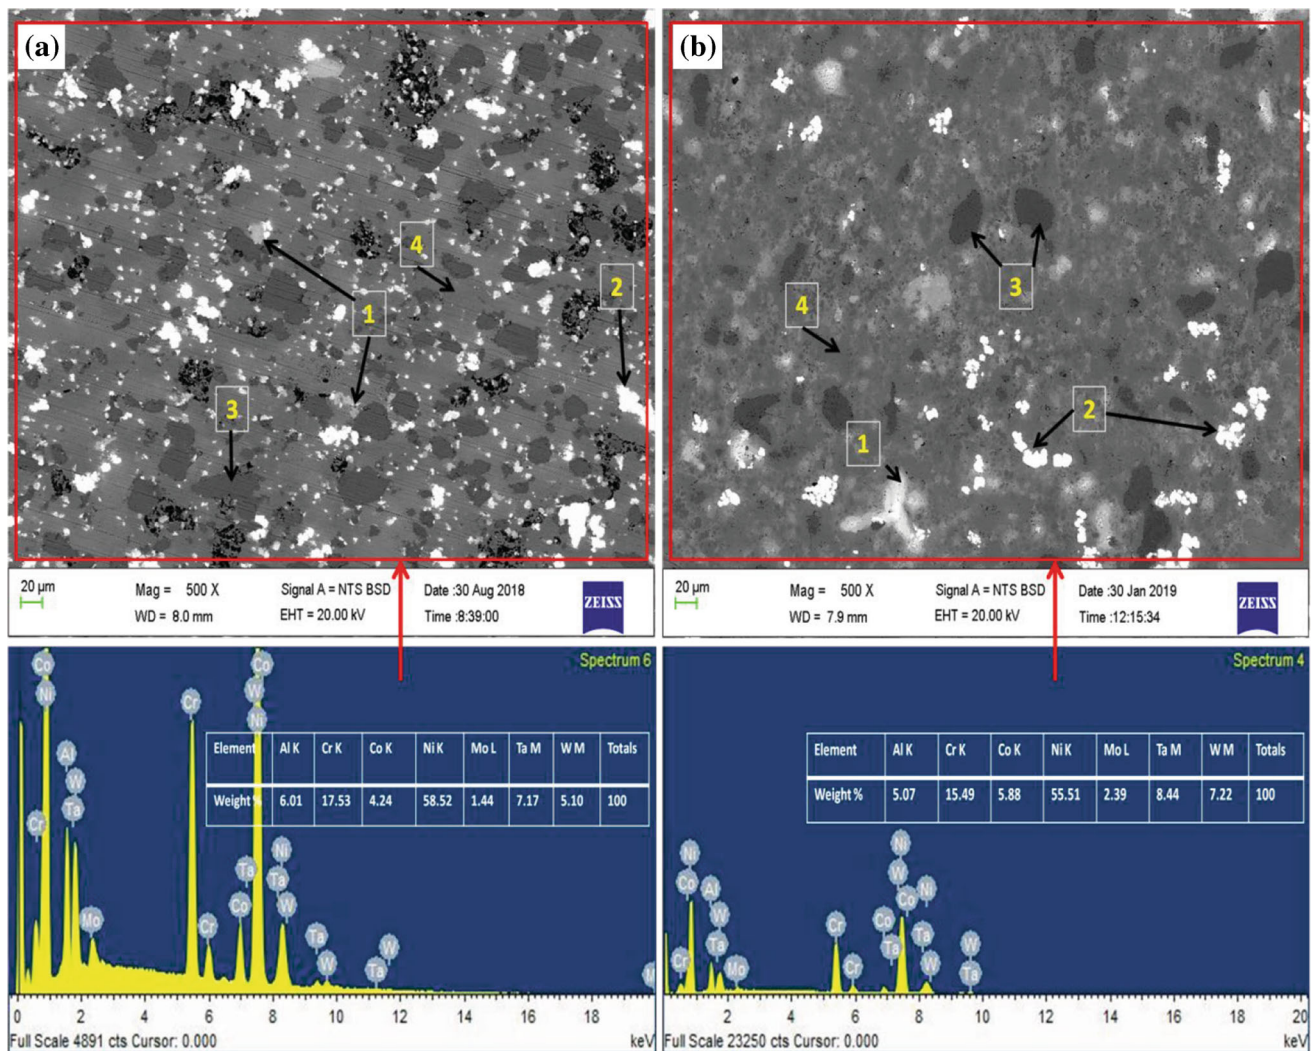 (a)
4
2
1
3
20 µm
Mag = 500 X
Signal A = NTS BSD
Date :30 Aug 2018
WD = 8.0 mm
EHT = 20.00 kV
Time :8:39:00
ZEISS
(b)
3
4
2
1
20 µm
Mag = 500 X
Signal A = NTS BSD
Date :30 Jan 2019
WD = 7.9 mm
EHT = 20.00 kV
Time :12:15:34
ZEISS
Spectrum 6
Co
Ni
Al
W
Ta
Cr
Mo
Cr
Cr
Co
W
Ni
Ta
Co
Ni
Ta
W
Ta
W
W
Ta
Element Al K Cr K Co K Ni K Mo L Ta M W M Totals
Weight % 6.01 17.53 4.24 58.52 1.44 7.17 5.10 100
0 2 4 6 8 10 12 14 16 18
Full Scale 4891 cts Cursor: 0.000
keV
Spectrum 4
Element Al K Cr K Co K Ni K Mo L Ta M W M Totals
Weight % 5.07 15.49 5.88 55.51 2.39 8.44 7.22 100
Ni
Co
Al
W
Ta
Cr
Mo
Cr
Cr
Co
Ta
Ni
W
Co
Ni
Ta
W
W
Ta
2 4 6 8 10 12 14 16 18 20
Full Scale 23250 cts Cursor: 0.000
keV